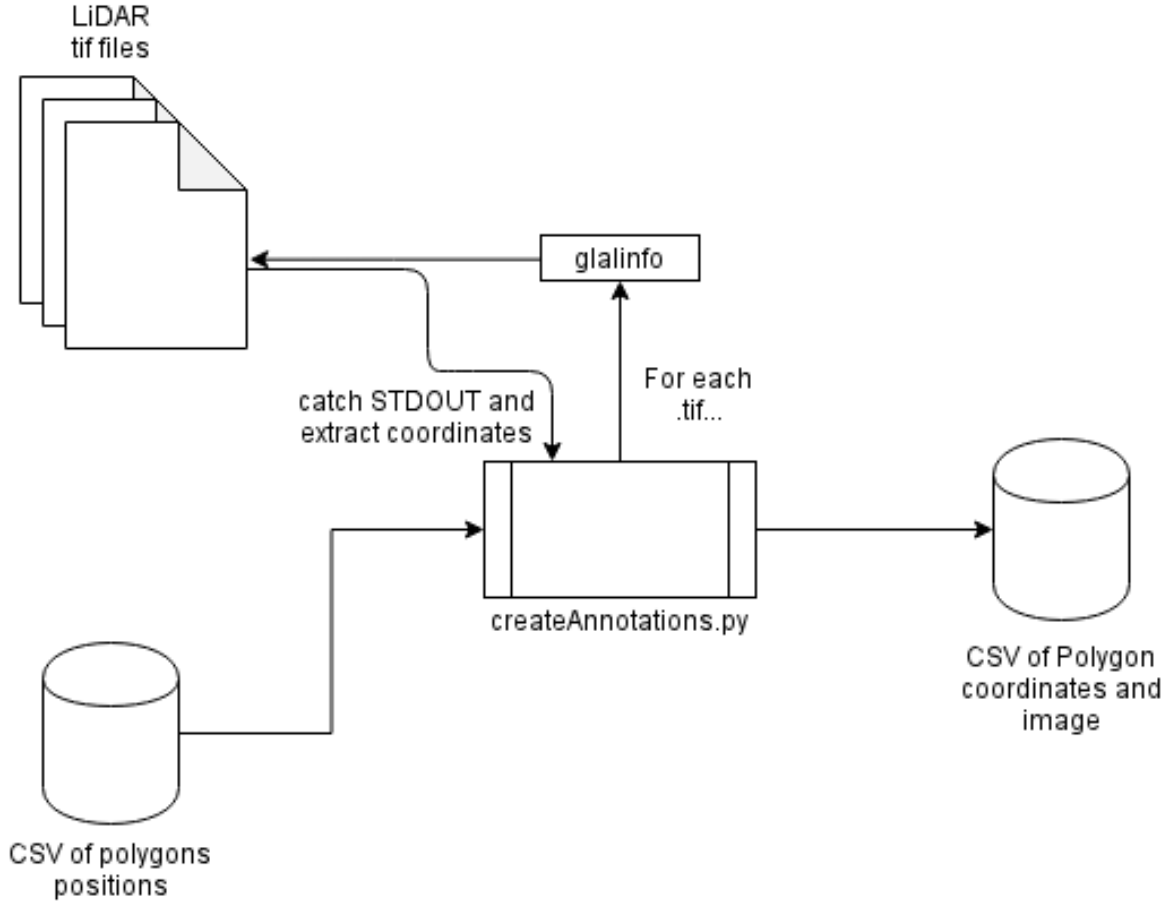 LiDAR
tif files
glalinfo
For each
.tif...
catch STDOUT and
extract coordinates
createAnnotations.py
CSV of Polygon
coordinates and
image
CSV of polygons
positions